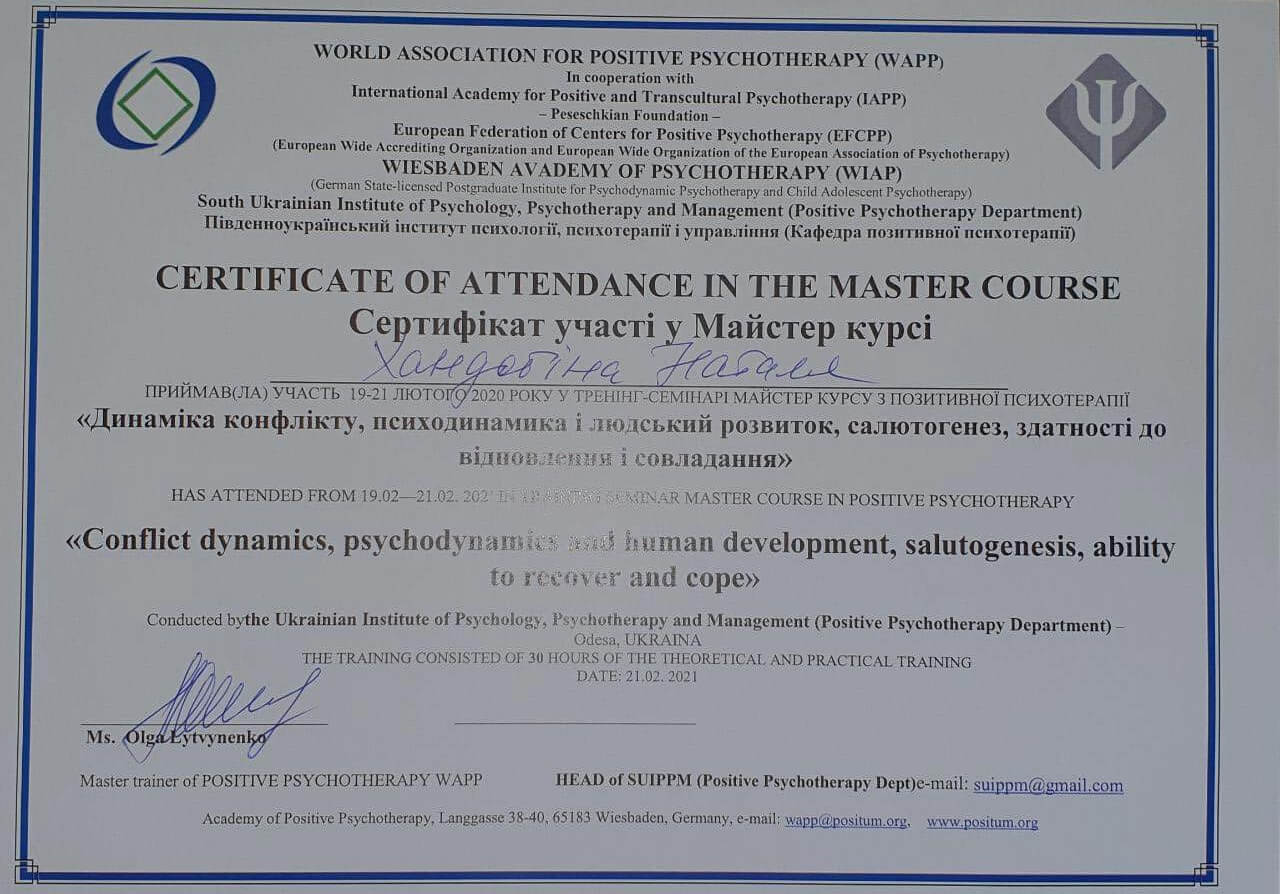 WORLD ASSOCIATION FOR POSITIVE PSYCHOTHERAPY (WAPP)
In cooperation with
International Academy for Positive and Transcultural Psychotherapy (IAPP)
– Peseschkian Foundation –
European Federation of Centers for Positive Psychotherapy (EFCPP)
(European Wide Accrediting Organization and European Wide Organization of the European Association of Psychotherapy)
WIESBADEN AVADEMY OF PSYCHOTHERAPY (WIAP)
(German State-licensed Postgraduate Institute for Psychodynamic Psychotherapy and Child Adolescent Psychotherapy)
South Ukrainian Institute of Psychology, Psychotherapy and Management (Positive Psychotherapy Department)
Південноукраїнський інститут психології, психотерапії і управління (Кафедра позитивної психотерапії)
CERTIFICATE OF ATTENDANCE IN THE MASTER COURSE
Сертифікат участі у Майстер курсі
Хандобіна Наталя
ПРИЙМАВ(ЛА) УЧАСТЬ 19-21 ЛЮТОГО 2020 РОКУ У ТРЕНІНГ-СЕМІНАРІ МАЙСТЕР КУРСУ З ПОЗИТИВНОЇ ПСИХОТЕРАПІЇ
«Динаміка конфлікту, психодинамика і людський розвиток, салютогенез, здатності до
відновлення і совладання»
HAS ATTENDED FROM 19.02—21.02. IN TRAINING SEMINAR MASTER COURSE IN POSITIVE PSYCHOTHERAPY
«Conflict dynamics, psychodynamics and human development, salutogenesis, ability
to recover and cope»
Conducted bythe Ukrainian Institute of Psychology, Psychotherapy and Management (Positive Psychotherapy Department) –
Odesa, UKRAINA
THE TRAINING CONSISTED OF 30 HOURS OF THE THEORETICAL AND PRACTICAL TRAINING
DATE: 21.02. 2021
Ms. Olga Lytvynenko
Master trainer of POSITIVE PSYCHOTHERAPY WAPP
HEAD of SUIPPM (Positive Psychotherapy Dept)e-mail: suippm@gmail.com
Academy of Positive Psychotherapy, Langgasse 38-40, 65183 Wiesbaden, Germany, e-mail: wapp@positum.org, www.positum.org